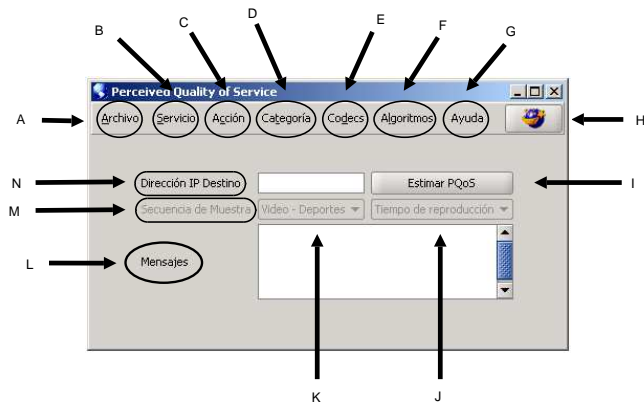 B C D E F G
Perceived Quality of Service
A Archivo Servicio Acción Categoría Codecs Algoritmos Ayuda H
N Dirección IP Destino Estimar PQoS I
M Secuencia de Muestra Video - Deportes Tiempo de reproducción
L Mensajes
K J